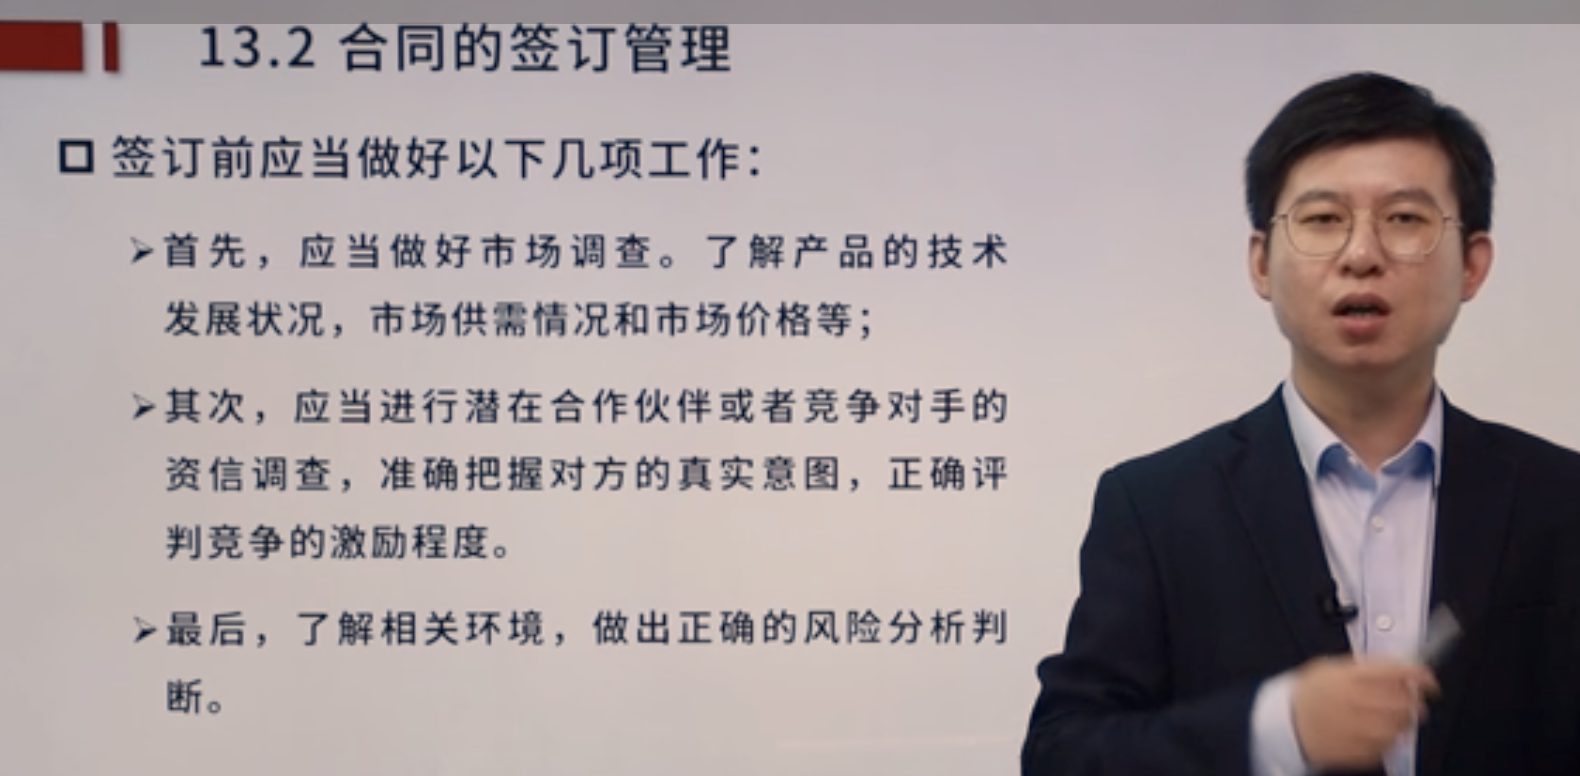 13.2 合同的签订管理
签订前应当做好以下几项工作：
首先，应当做好市场调查。了解产品的技术
发展状况，市场供需情况和市场价格等；
其次，应当进行潜在合作伙伴或者竞争对手的
资信调查，准确把握对方的真实意图，正确评
判竞争的激励程度。
最后，了解相关环境，做出正确的风险分析判
断。